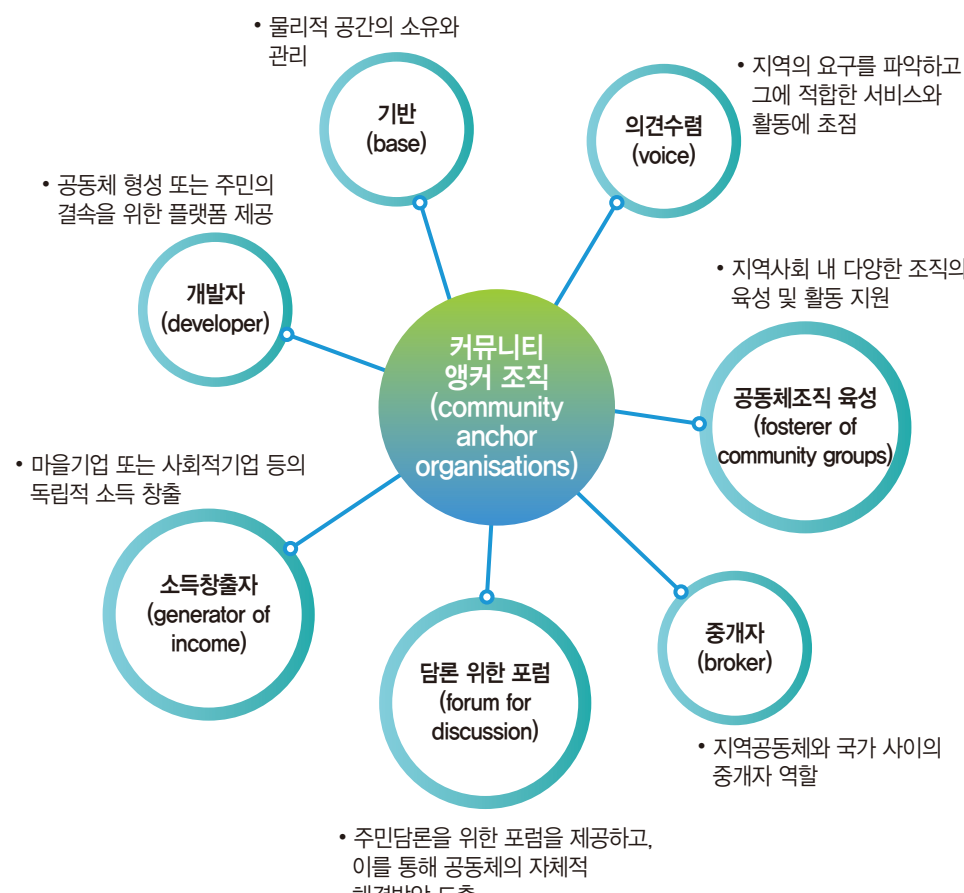 • 물리적 공간의 소유와
관리
기반
(base)
• 지역의 요구를 파악하고
그에 적합한 서비스와
활동에 초점
의견수렴
(voice)
• 공동체 형성 또는 주민의
결속을 위한 플랫폼 제공
개발자
(developer)
• 지역사회 내 다양한 조직의
육성 및 활동 지원
공동체조직 육성
(fosterer of
community groups)
커뮤니티
앵커 조직
(community
anchor
organisations)
• 마을기업 또는 사회적기업 등의
독립적 소득 창출
소득창출자
(generator of
income)
담론 위한 포럼
(forum for
discussion)
중개자
(broker)
• 지역공동체와 국가 사이의
중개자 역할
• 주민담론을 위한 포럼을 제공하고,
이를 통해 공동체의 자체적